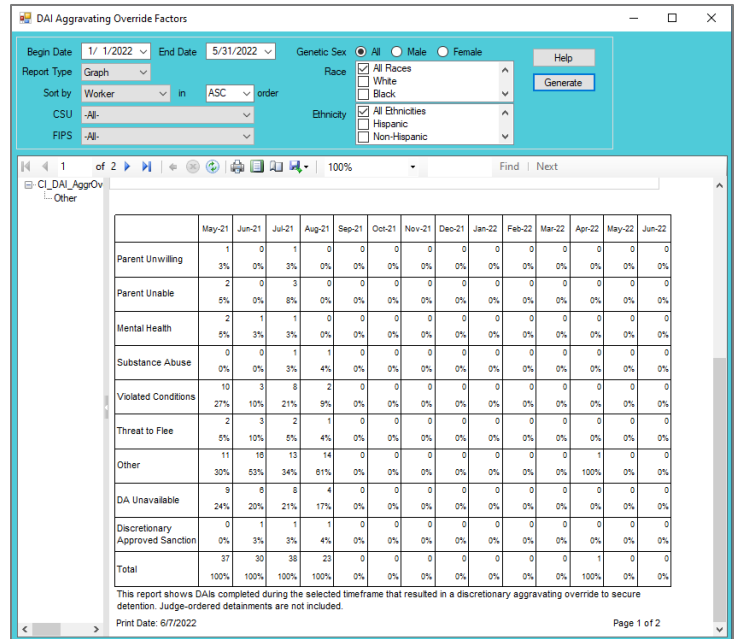 DAI Aggravating Override Factors
Begin Date 1/ 1/2022 End Date 5/31/2022 Genetic Sex All Male Female Help
Report Type Graph Race All Races
White
Black
Generate
Sort by Worker in ASC order
CSU -All- Ethnicity All Ethnicities
Hispanic
Non-Hispanic
FIPS -All-
1 of 2 100% Find | Next
CI_DAI_AggrOv
Other
May-21 Jun-21 Jul-21 Aug-21 Sep-21 Oct-21 Nov-21 Dec-21 Jan-22 Feb-22 Mar-22 Apr-22 May-22 Jun-22
Parent Unwilling
1 0 1 0 0 0 0 0 0 0 0 0 0 0
3% 0% 3% 0% 0% 0% 0% 0% 0% 0% 0% 0% 0% 0%
Parent Unable
2 0 3 0 0 0 0 0 0 0 0 0 0 0
5% 0% 8% 0% 0% 0% 0% 0% 0% 0% 0% 0% 0% 0%
Mental Health
2 1 1 0 0 0 0 0 0 0 0 0 0 0
5% 3% 3% 0% 0% 0% 0% 0% 0% 0% 0% 0% 0% 0%
Substance Abuse
0 0 1 1 0 0 0 0 0 0 0 0 0 0
0% 0% 3% 4% 0% 0% 0% 0% 0% 0% 0% 0% 0% 0%
Violated Conditions
10 3 8 2 0 0 0 0 0 0 0 0 0 0
27% 10% 21% 9% 0% 0% 0% 0% 0% 0% 0% 0% 0% 0%
Threat to Flee
2 3 2 1 0 0 0 0 0 0 0 0 0 0
5% 10% 5% 4% 0% 0% 0% 0% 0% 0% 0% 0% 0% 0%
Other
11 16 13 14 0 0 0 0 0 0 0 1 0 0
30% 53% 34% 61% 0% 0% 0% 0% 0% 0% 0% 100% 0% 0%
DA Unavailable
9 6 8 4 0 0 0 0 0 0 0 0 0 0
24% 20% 21% 17% 0% 0% 0% 0% 0% 0% 0% 0% 0% 0%
Discretionary
Approved Sanction
0 1 1 1 0 0 0 0 0 0 0 0 0 0
0% 3% 3% 4% 0% 0% 0% 0% 0% 0% 0% 0% 0% 0%
Total
37 30 38 23 0 0 0 0 0 0 0 1 0 0
100% 100% 100% 100% 0% 0% 0% 0% 0% 0% 0% 100% 0% 0%
This report shows DAIs completed during the selected timeframe that resulted in a discretionary aggravating override to secure
detention. Judge-ordered detainments are not included.
Print Date: 6/7/2022 Page 1 of 2